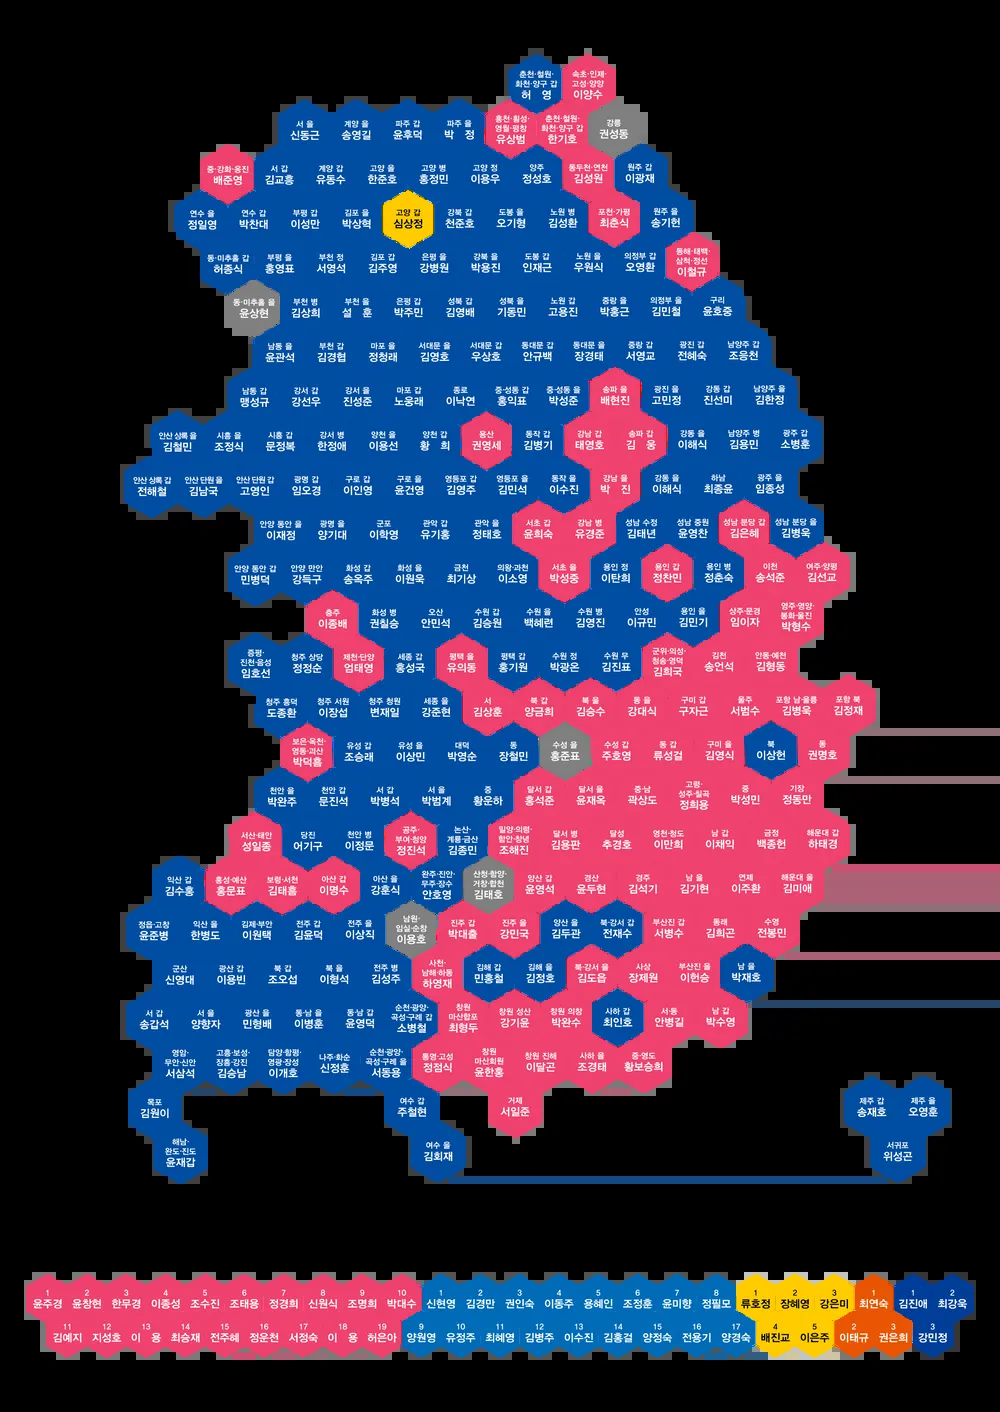 춘천·철원·
화천·양구 갑
허 영
속초·인제·
고성·양양
이양수
서 을 계양 을 파주 갑 파주 을
신동근 송영길 윤후덕 박 정
홍천·횡성·
영월·평창
유상범
춘천·철원·
화천·양구 갑
한기호
강릉
권성동
중·강화·옹진 서 갑 계양 갑 고양 을 고양 병 고양 정 양주 동두천·연천 원주 갑
배준영 김교흥 유동수 한준호 홍정민 이용우 정성호 김성원 이광재
연수 을 연수 갑 부평 갑 김포 을 고양 갑 강북 갑 도봉 을 노원 병 포천·가평 원주 을
정일영 박찬대 이성만 박상혁 심상정 천준호 오기형 김성환 최춘식 송기헌
동·미추홀 갑 부평 을 부천 정 김포 갑 은평 을 강북 을 도봉 갑 노원 을 의정부 갑
허종식 홍영표 서영석 김주영 강병원 박용진 인재근 우원식 오영환
동해·태백·
삼척·정선
이철규
동·미추홀 을 부천 병 부천 을 은평 갑 성북 갑 성북 을 노원 갑 중랑 을 의정부 을 구리
윤상현 김상희 설 훈 박주민 김영배 기동민 고용진 박홍근 김민철 윤호중
남동 을 부천 갑 마포 을 서대문 을 서대문 갑 동대문 갑 동대문 을 중랑 갑 광진 갑 남양주 갑
윤관석 김경협 정청래 김영호 우상호 안규백 장경태 서영교 전혜숙 조응천
남동 갑 강서 갑 강서 을 마포 갑 종로 중·성동 갑 중·성동 을 송파 을 광진 을 강동 갑 남양주 을
맹성규 강선우 진성준 노웅래 이낙연 홍익표 박성준 배현진 고민정 진선미 김한정
안산 상록 을 시흥 을 시흥 갑 강서 병 양천 을 양천 갑 용산 동작 갑 강남 갑 송파 갑 강동 을 남양주 병 광주 갑
김철민 조정식 문정복 한정애 이용선 황 희 권영세 김병기 태영호 김 웅 이해식 김용민 소병훈
안산 상록 갑 안산 단원 을 안산 단원 갑 광명 갑 구로 갑 구로 을 영등포 갑 영등포 을 동작 을 강남 을 강동 을 하남 광주 을
전해철 김남국 고영인 임오경 이인영 윤건영 김영주 김민석 이수진 박 진 이해식 최종윤 임종성
안양 동안 을 광명 을 군포 관악 갑 관악 을 서초 갑 강남 병 성남 수정 성남 중원 성남 분당 갑 성남 분당 을
이재정 양기대 이학영 유기홍 정태호 윤희숙 유경준 김태년 윤영찬 김은혜 김병욱
안양 동안 갑 안양 만안 화성 갑 화성 을 금천 의왕·과천 서초 을 용인 정 용인 갑 용인 병 이천 여주·양평
민병덕 강득구 송옥주 이원욱 최기상 이소영 박성중 이탄희 정찬민 정춘숙 송석준 김선교
충주 화성 병 오산 수원 갑 수원 을 수원 병 안성 용인 을 상주·문경
이종배 권칠승 안민석 김승원 백혜련 김영진 이규민 김민기 임이자
영주·영양·
봉화·울진
박형수
증평·
진천·음성
임호선
청주 상당 제천·단양 세종 갑 평택 을 평택 갑 수원 정 수원 무
정정순 엄태영 홍성국 유의동 홍기원 박광온 김진표
군위·의성·
청송·영덕
김희국
김천 안동·예천
송언석 김형동
청주 흥덕 청주 서원 청주 청원 세종 을 서 북 갑 북 을 동 을 구미 갑 울주 포항 남·울릉 포항 북
도종환 이장섭 변재일 강준현 김상훈 양금희 김승수 강대식 구자근 서범수 김병욱 김정재
보은·옥천·
영동·괴산
박덕흠
유성 갑 유성 을 대덕 동 수성 을 수성 갑 동 갑 구미 을 북 동
조승래 이상민 박영순 장철민 홍준표 주호영 류성걸 김영식 이상헌 권명호
천안 을 천안 갑 서 갑 서 을 중 달서 갑 달서 을 중·남
박완주 문진석 박병석 박범계 황운하 홍석준 윤재옥 곽상도
고령·
성주·칠곡
정희용
중 기장
박성민 정동만
서산·태안 당진 천안 병
성일종 어기구 이정문
공주·
부여·청양
정진석
논산·
계룡·금산
김종민
밀양·의령·
함안·창녕
조해진
달서 병 달성 영천·청도 남 갑 금정 해운대 갑
김용판 추경호 이만희 이채익 백종헌 하태경
익산 갑 홍성·예산 보령·서천 아산 갑 아산 을
김수흥 홍문표 김태흠 이명수 강훈식
완주·진안·
무주·장수
안호영
산청·함양·
거창·합천
김태호
안양 갑 경산 경주 남 을 연제 해운대 을
윤영석 윤두현 김석기 김기현 이주환 김미애
정읍·고창 익산 을 김제·부안 전주 갑 전주 을
윤준병 한병도 이원택 김윤덕 이상직
남원·
임실·순창
이용호
진주 갑 진주 을 양산 을 북·강서 갑 부산진 갑 동래 수영
박대출 강민국 김두관 전재수 서병수 김희곤 전봉민
군산 광산 갑 북 갑 북 을 전주 병
신영대 이용빈 조오섭 이형석 김성주
사천·
남해·하동
하영제
김해 갑 김해 을 북·강서 을 사상 부산진 을 남 을
민홍철 김정호 김도읍 장제원 이헌승 박재호
서 갑 서 을 광산 을 동·남 을 동·남 갑
송갑석 양향자 민형배 이병훈 윤영덕
순천·광양·
곡성·구례 갑
소병철
창원
마산합포
최형두
창원 성산 창원 의창 사하 갑 서·동 남 갑
강기윤 박완수 최인호 안병길 박수영
영암·
무안·신안
서삼석
고흥·보성·
장흥·강진
김승남
담양·함평·
영광·장성
이개호
나주·화순
신정훈
순천·광양·
곡성·구례 을
서동용
통영·고성
정점식
창원
마산회원
윤한홍
창원 진해 사하 을 중·영도
이달곤 조경태 황보승희
목포 여수 갑 거제 제주 갑 제주 을
김원이 주철현 서일준 송재호 오영훈
해남·
완도·진도
윤재갑
여수 을 서귀포
김회재 위성곤
1 2 3 4 5 6 7 8 9 10 1 2 3 4 5 6 7 8 1 2 3 1 1 2
윤주경 윤창현 한무경 이종성 조수진 조태용 정경희 신원식 조명희 박대수 신현영 김경만 권인숙 이동주 용혜인 조정훈 윤미향 정필모 류호정 장혜영 강은미 최연숙 김진애 최강욱
11 12 13 14 15 16 17 18 19 9 10 11 12 13 14 15 16 17 4 5 2 3 3
김예지 지성호 이 용 최승재 전주혜 정운천 서정숙 이 용 허은아 양원영 유정주 최혜영 김병주 이수진 김홍걸 양정숙 전용기 양경숙 배진교 이은주 이태규 권은희 강민정